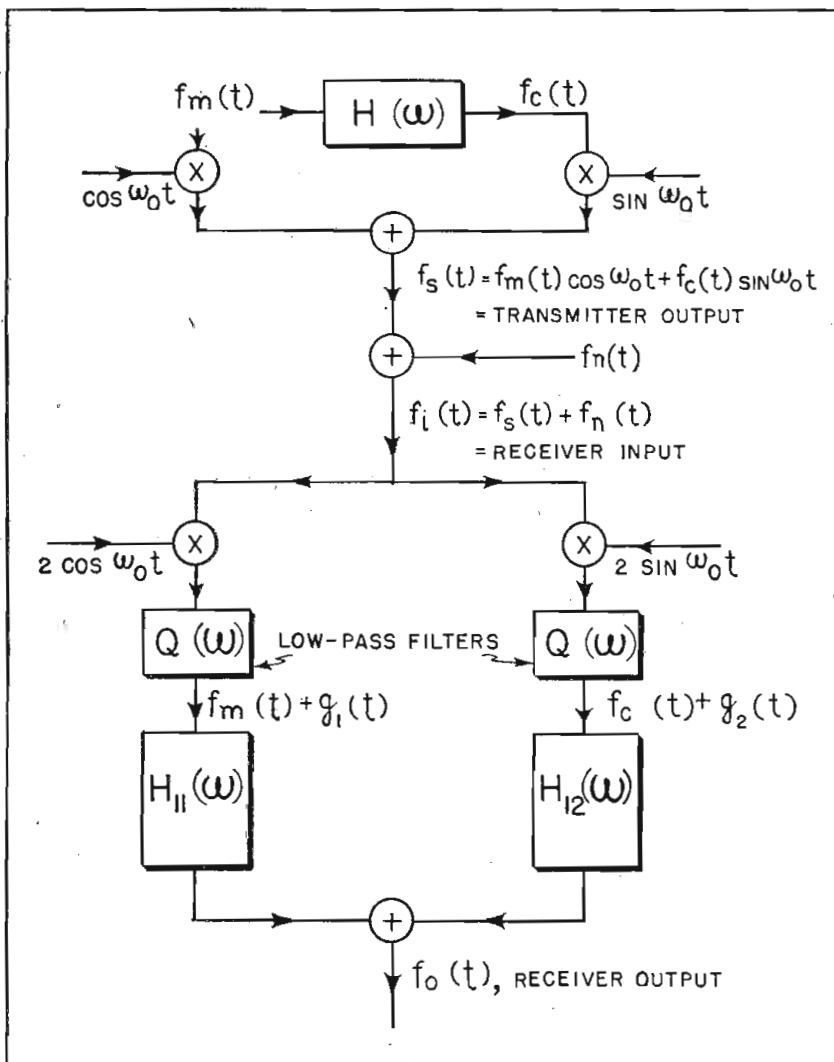 fm(t)
H (ω)
fc(t)
X
X
cos ω0t
sin ω0t
+
fs(t) = fm(t) cos ω0t + fc(t) sin ω0t
= TRANSMITTER OUTPUT
+
fn(t)
fi(t) = fs(t) + fn(t)
= RECEIVER INPUT
X
X
2 cos ω0t
2 sin ω0t
Q (ω)
LOW-PASS FILTERS
Q (ω)
fm(t) + g1(t)
fc (t) + g2(t)
H11(ω)
H12(ω)
+
fo(t), RECEIVER OUTPUT